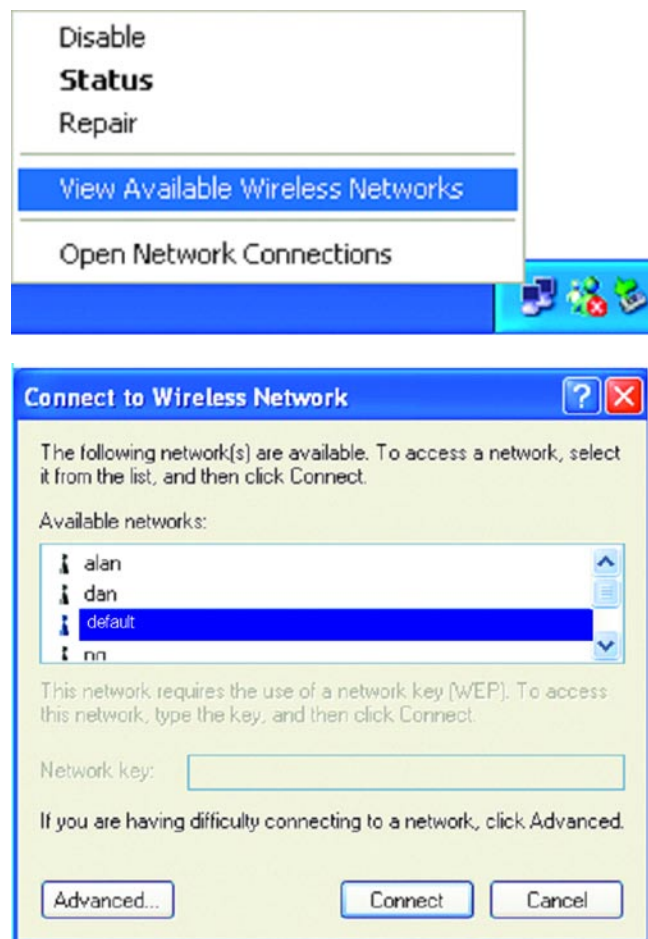 Disable
Status
Repair
View Available Wireless Networks
Open Network Connections
Connect to Wireless Network
The following network(s) are available. To access a network, select
it from the list, and then click Connect.
Available networks:
alan
dan
default
This network requires the use of a network key (WEP). To access
this network, type the key, and then click Connect.
Network key:
If you are having difficulty connecting to a network, click Advanced.
Advanced...
Connect
Cancel